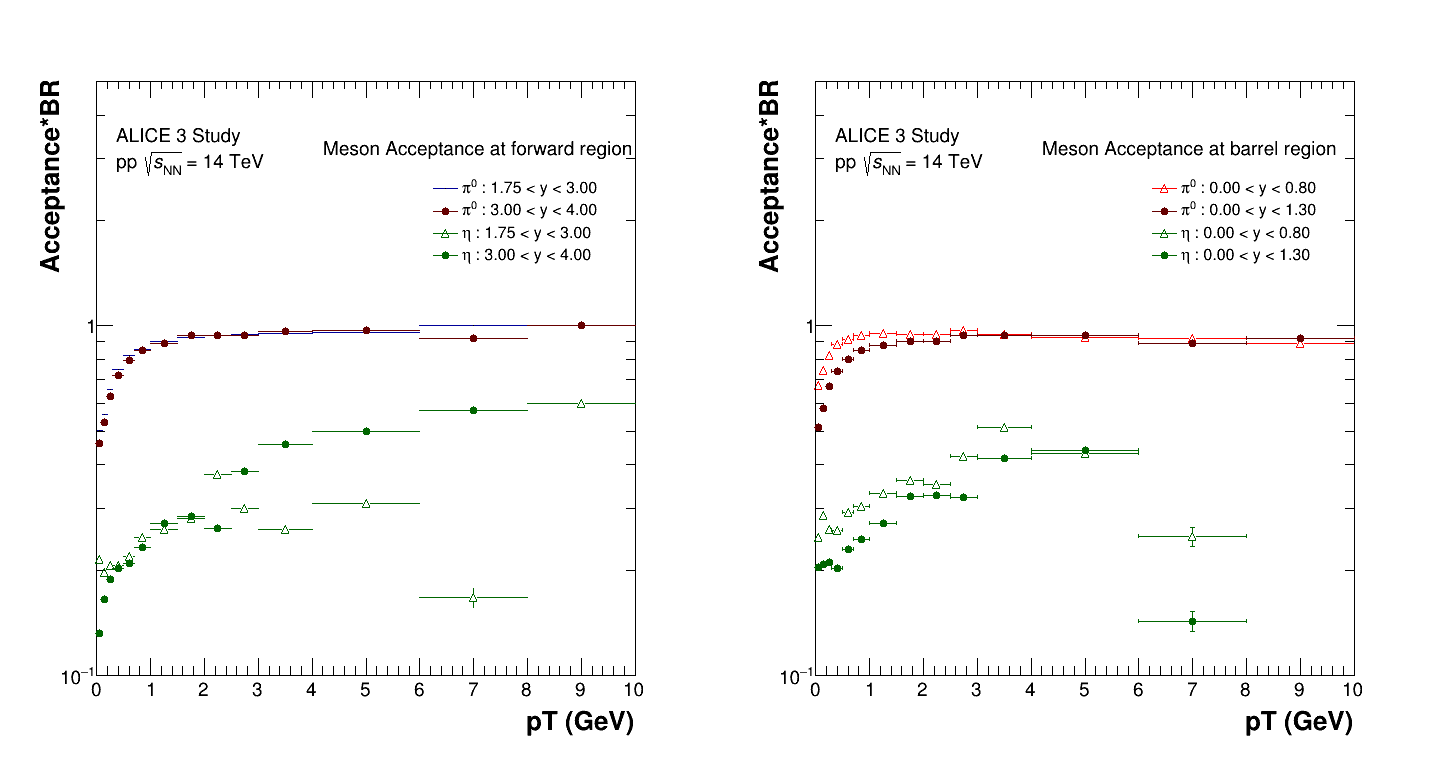 Acceptance*BR
ALICE 3 Study
pp √sNN = 14 TeV
Meson Acceptance at forward region
π0 : 1.75 < y < 3.00
π0 : 3.00 < y < 4.00
η : 1.75 < y < 3.00
η : 3.00 < y < 4.00
1
10−1
0 1 2 3 4 5 6 7 8 9 10
pT (GeV)
Acceptance*BR
ALICE 3 Study
pp √sNN = 14 TeV
Meson Acceptance at barrel region
π0 : 0.00 < y < 0.80
π0 : 0.00 < y < 1.30
η : 0.00 < y < 0.80
η : 0.00 < y < 1.30
1
10−1
0 1 2 3 4 5 6 7 8 9 10
pT (GeV)